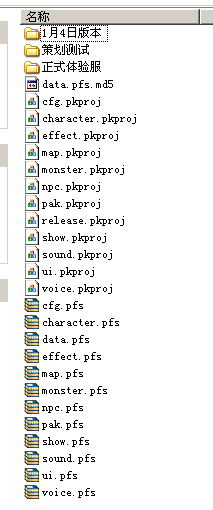 名称
1月4日版本
策划测试
正式体验服
data.pfs.md5
cfg.pkproj
character.pkproj
effect.pkproj
map.pkproj
monster.pkproj
npc.pkproj
pak.pkproj
release.pkproj
show.pkproj
sound.pkproj
ui.pkproj
voice.pkproj
cfg.pfs
character.pfs
data.pfs
effect.pfs
map.pfs
monster.pfs
npc.pfs
pak.pfs
show.pfs
sound.pfs
ui.pfs
voice.pfs